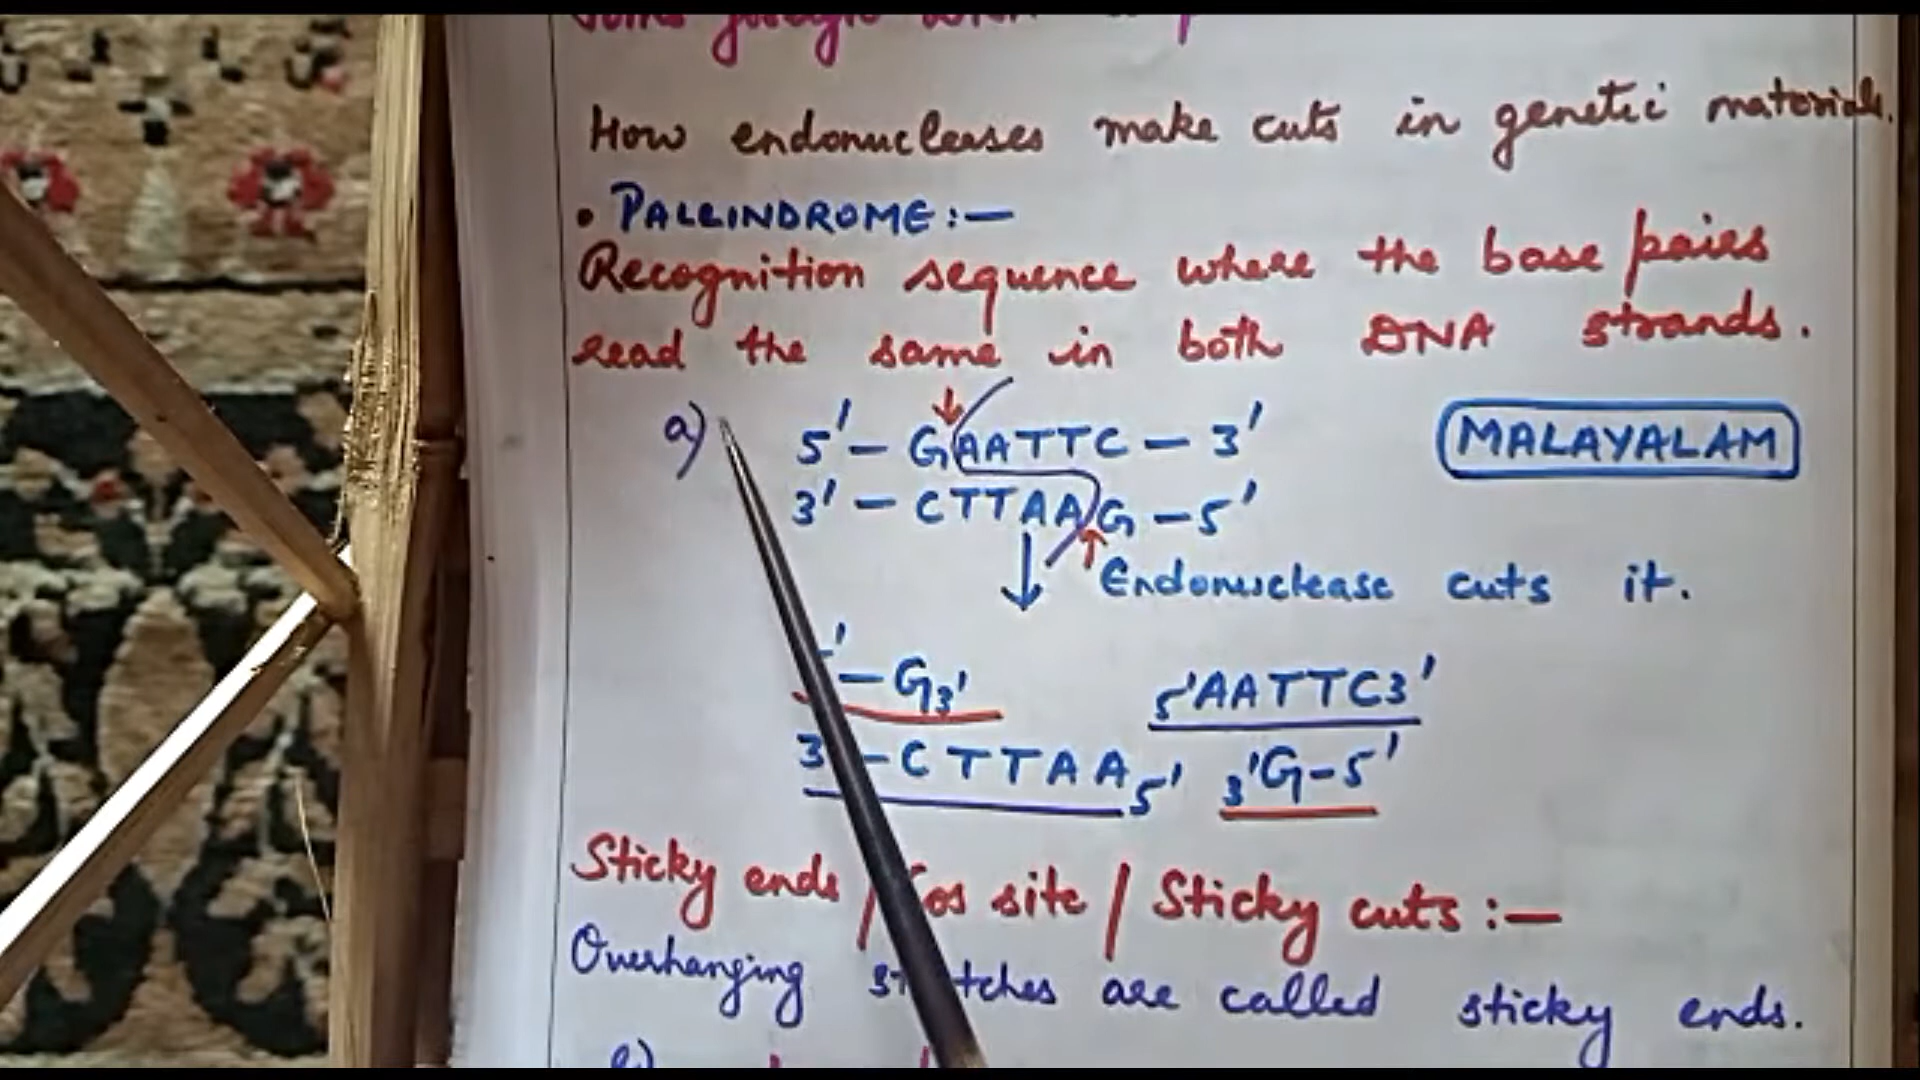 How endonucleases make cuts in genetic materials.
• PALLINDROME:—
Recognition sequence where the base pairs
read the same in both DNA strands.
a) 5'– GAATTC – 3' MALAYALAM
3'– CTTAAG – 5'
Endonuclease cuts it.
'– G3' 5'AATTC3'
3 – CTTAA5' 3'G–5'
Sticky ends / Cos site / Sticky cuts :—
Overhanging are called sticky ends.